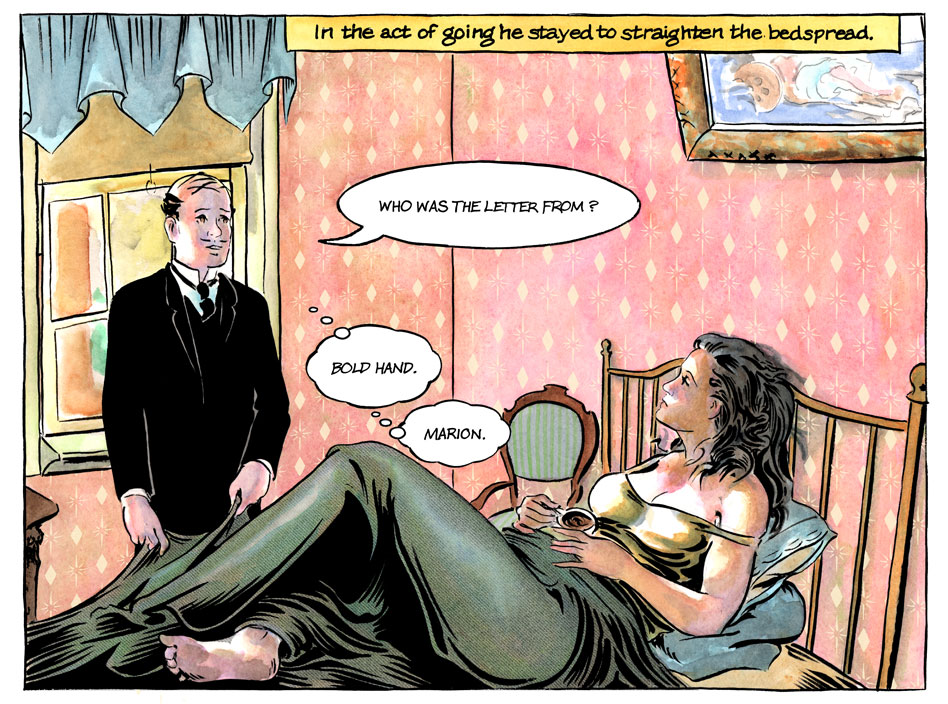 In the act of going he stayed to straighten the bedspread.
WHO WAS THE LETTER FROM ?
BOLD HAND.
MARION.